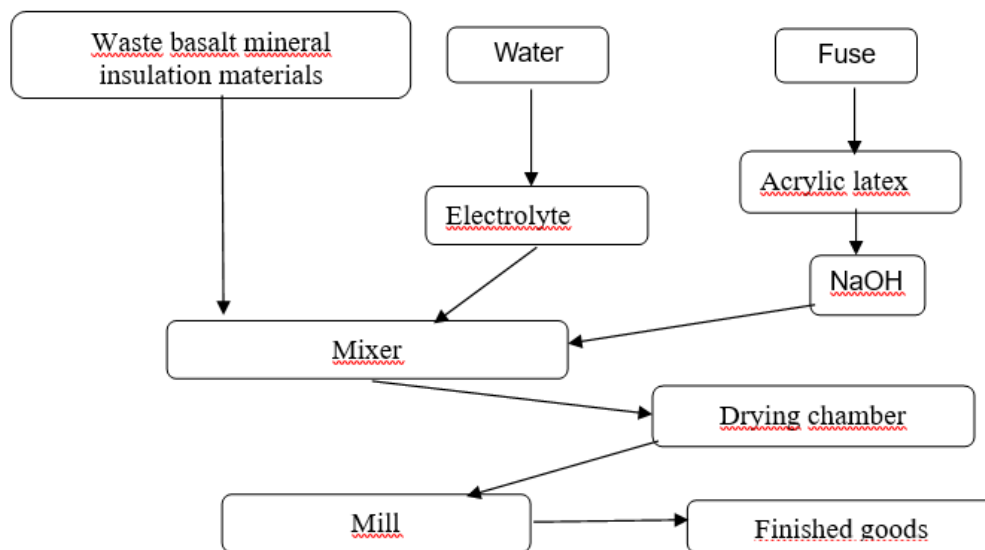 Waste basalt mineral
insulation materials
Water
Fuse
Acrylic latex
Electrolyte
NaOH
Mixer
Drying chamber
Mill
Finished goods